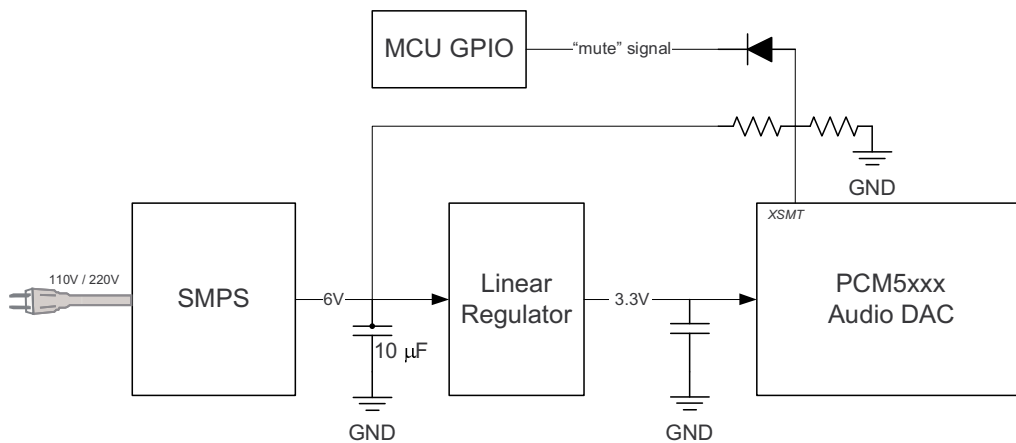 MCU GPIO
“mute” signal
GND
XSMT
110V / 220V
SMPS
6V
Linear
Regulator
3.3V
PCM5xxx
Audio DAC
10 μF
GND
GND